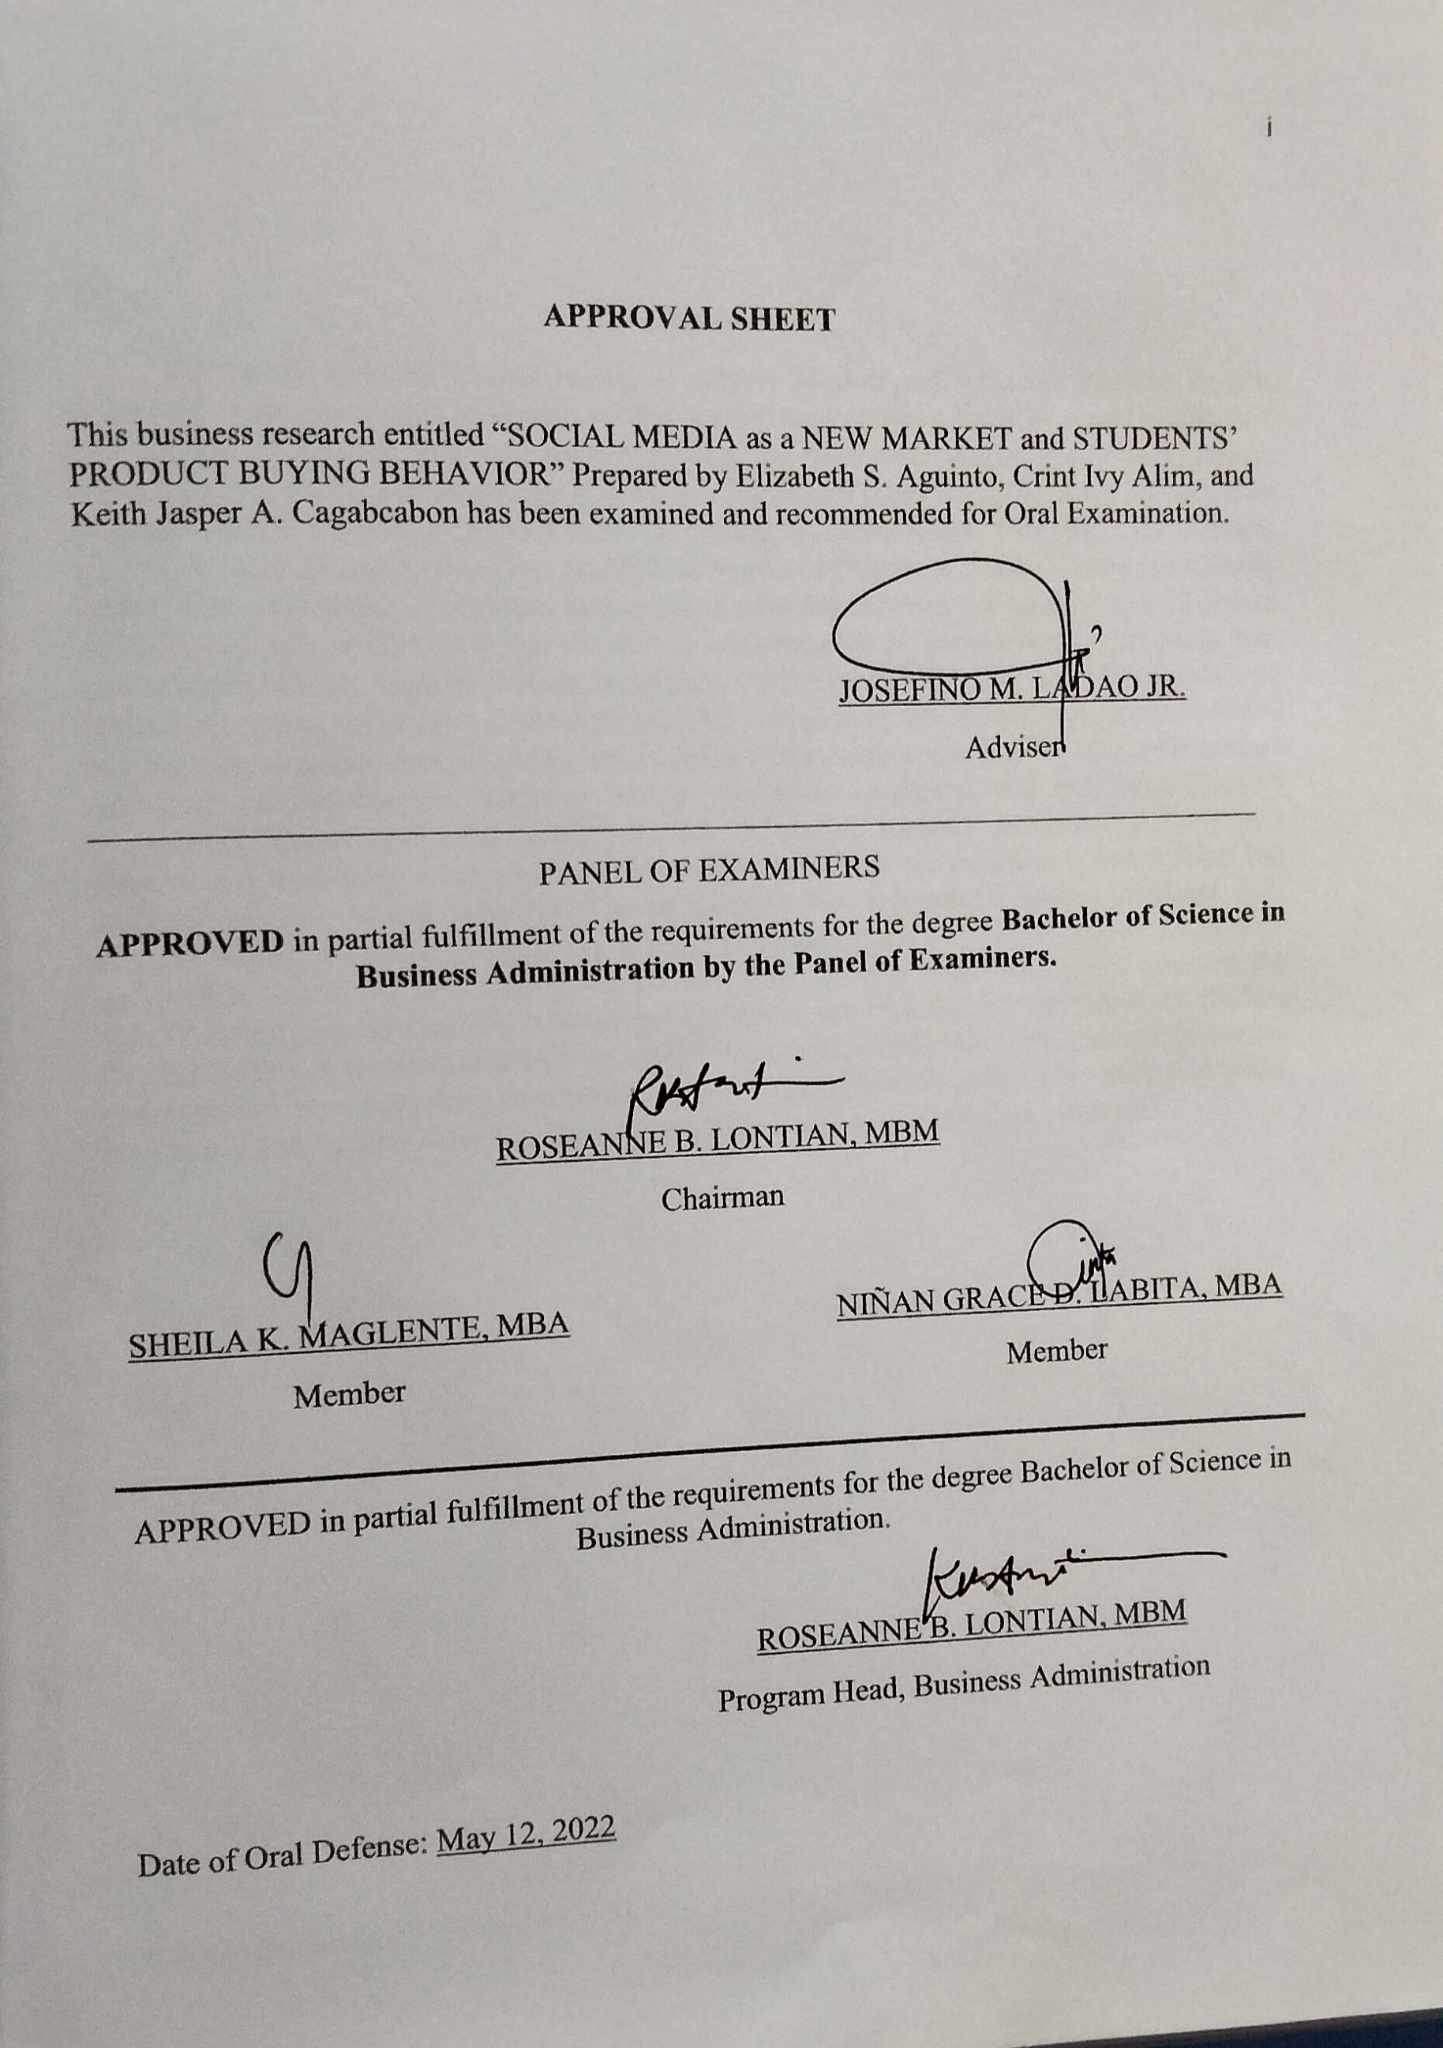 i
APPROVAL SHEET
This business research entitled “SOCIAL MEDIA as a NEW MARKET and STUDENTS’
PRODUCT BUYING BEHAVIOR” Prepared by Elizabeth S. Aguinto, Crint Ivy Alim, and
Keith Jasper A. Cagabcabon has been examined and recommended for Oral Examination.
JOSEFINO M. LADAO JR.
Adviser
PANEL OF EXAMINERS
APPROVED in partial fulfillment of the requirements for the degree Bachelor of Science in
Business Administration by the Panel of Examiners.
ROSEANNE B. LONTIAN, MBM
Chairman
SHEILA K. MAGLENTE, MBA
NIÑAN GRACE D. LABITA, MBA
Member
Member
APPROVED in partial fulfillment of the requirements for the degree Bachelor of Science in
Business Administration.
ROSEANNE B. LONTIAN, MBM
Program Head, Business Administration
Date of Oral Defense: May 12, 2022